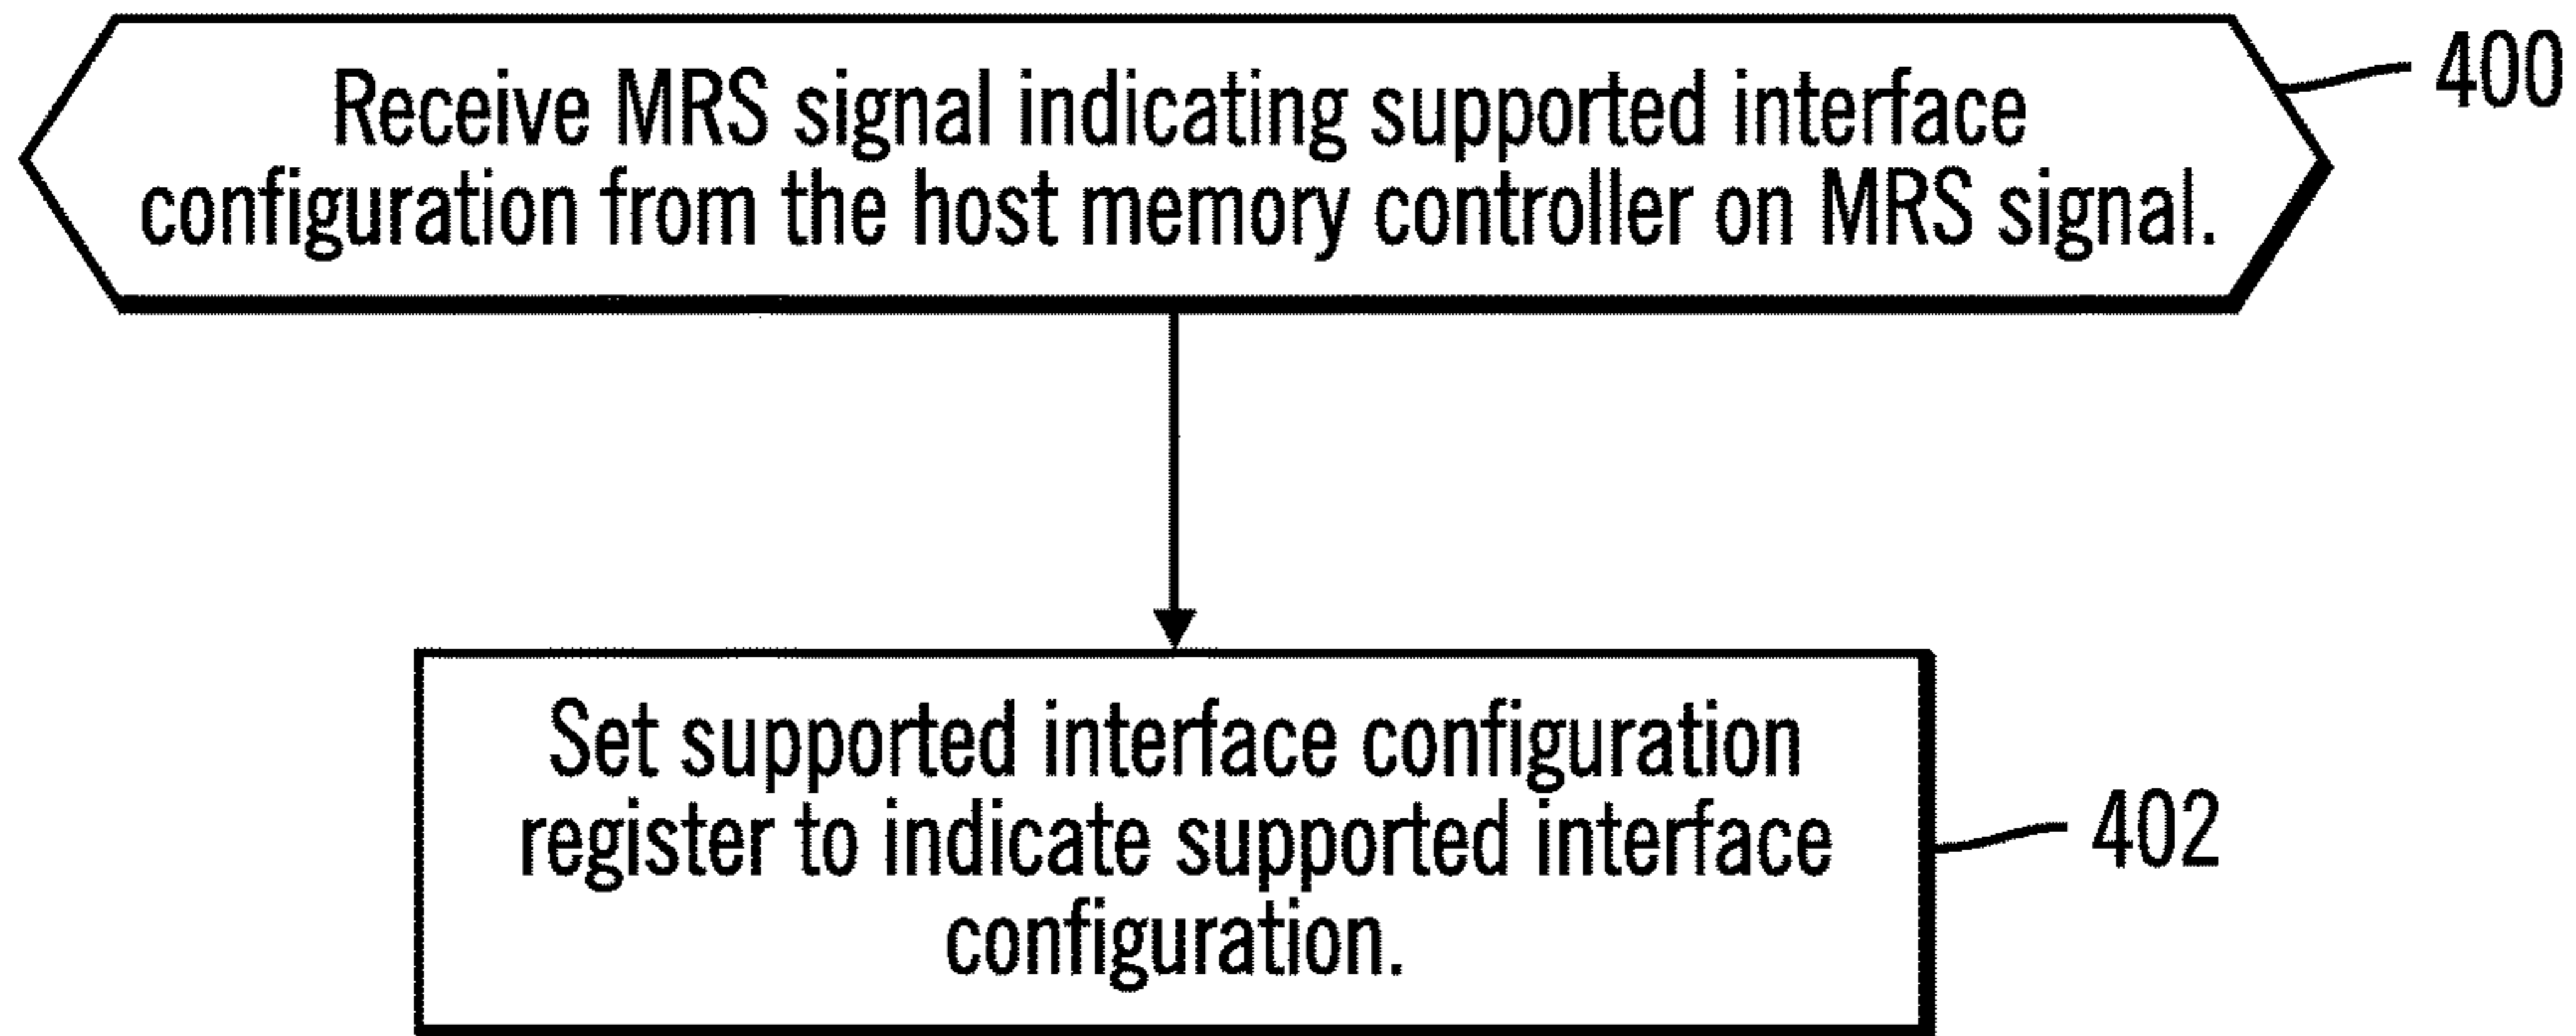 Receive MRS signal indicating supported interface
configuration from the host memory controller on MRS signal.
400
Set supported interface configuration
register to indicate supported interface
configuration.
402